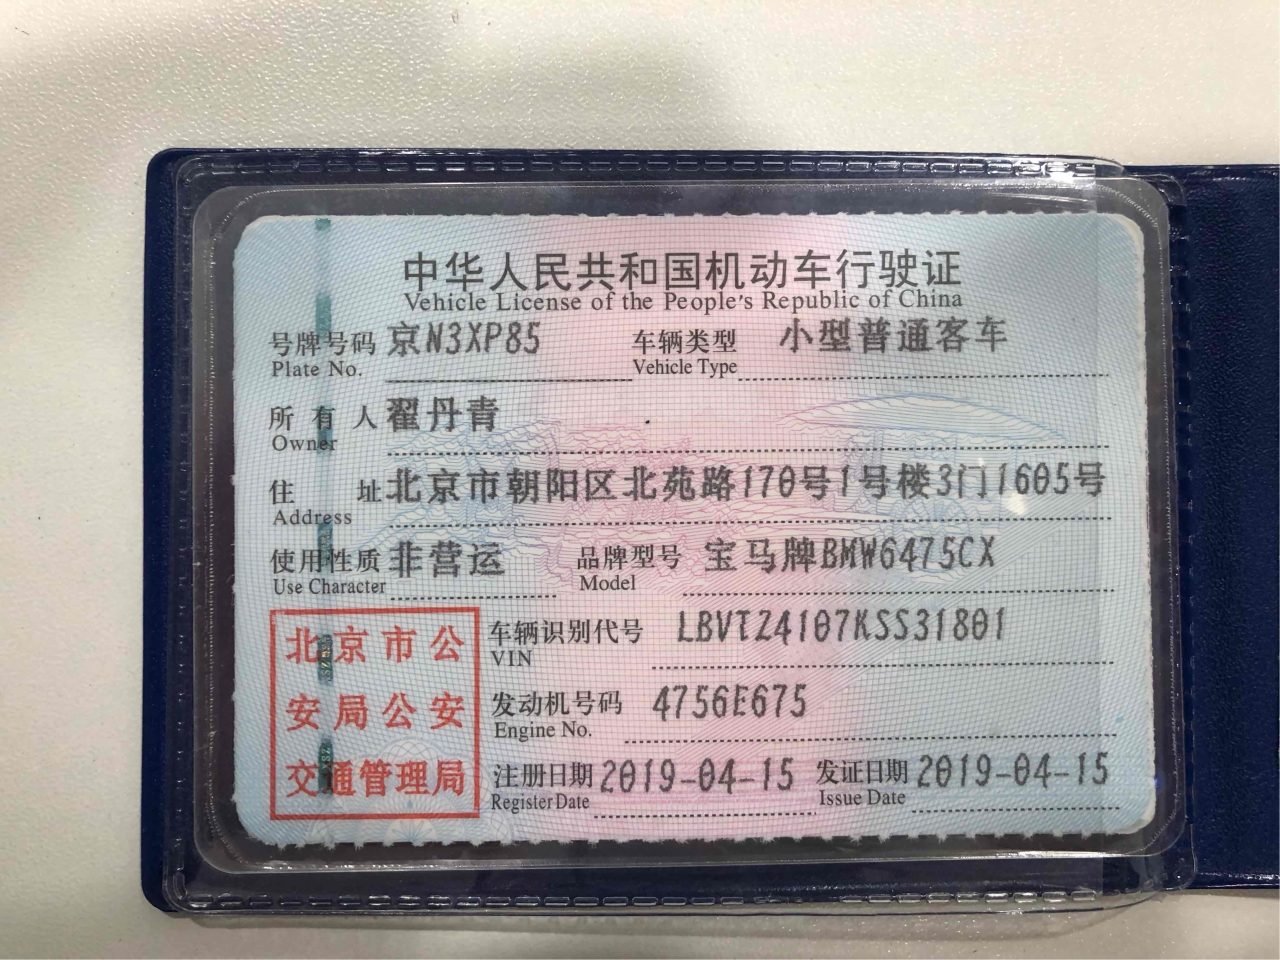 中华人民共和国机动车行驶证
Vehicle License of the People's Republic of China
号牌号码 京N3XP85 车辆类型 小型普通客车
Plate No. Vehicle Type
所有人 翟丹青
Owner
住址 北京市朝阳区北苑路170号1号楼3门1605号
Address
使用性质 非营运 品牌型号 宝马牌BMW6475CX
Use Character Model
北京市公
安局公安
交通管理局
车辆识别代号 LBVTZ4107KSS31801
VIN
发动机号码 4756E675
Engine No.
注册日期 2019-04-15 发证日期 2019-04-15
Register Date Issue Date